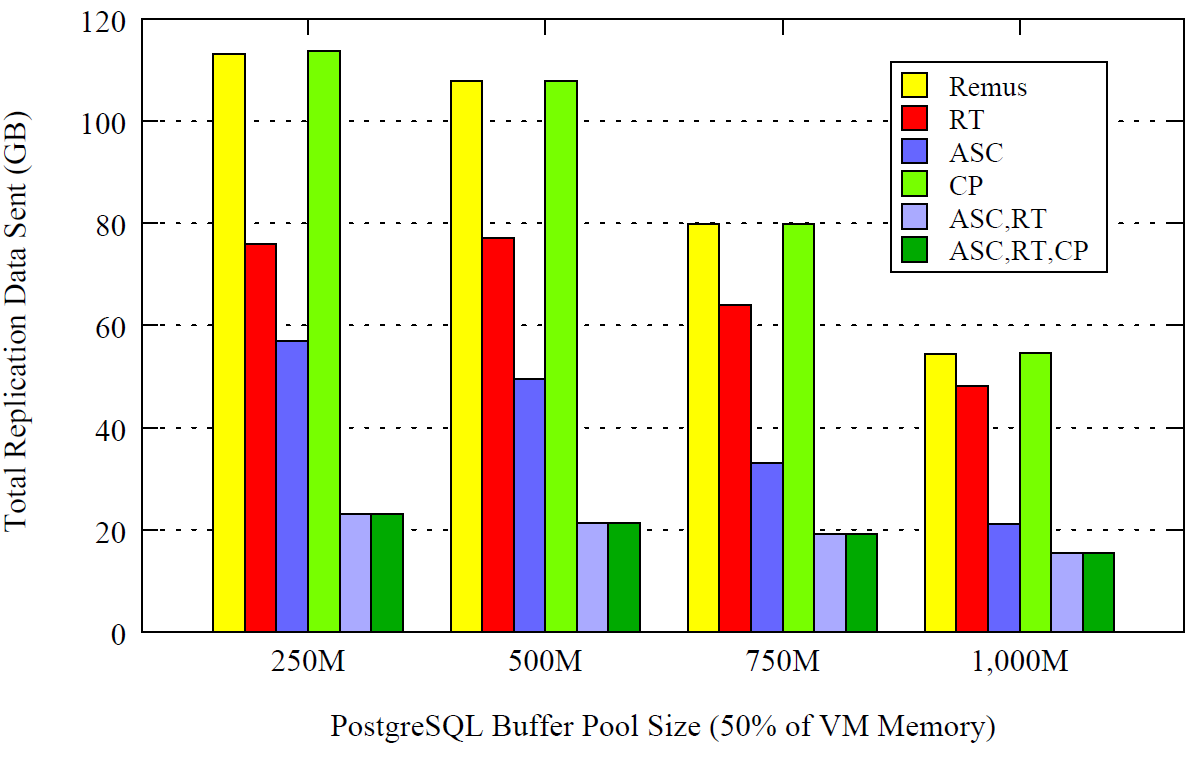 Total Replication Data Sent (GB)
120
100
80
60
40
20
0
Remus
RT
ASC
CP
ASC,RT
ASC,RT,CP
250M 500M 750M 1,000M
PostgreSQL Buffer Pool Size (50% of VM Memory)